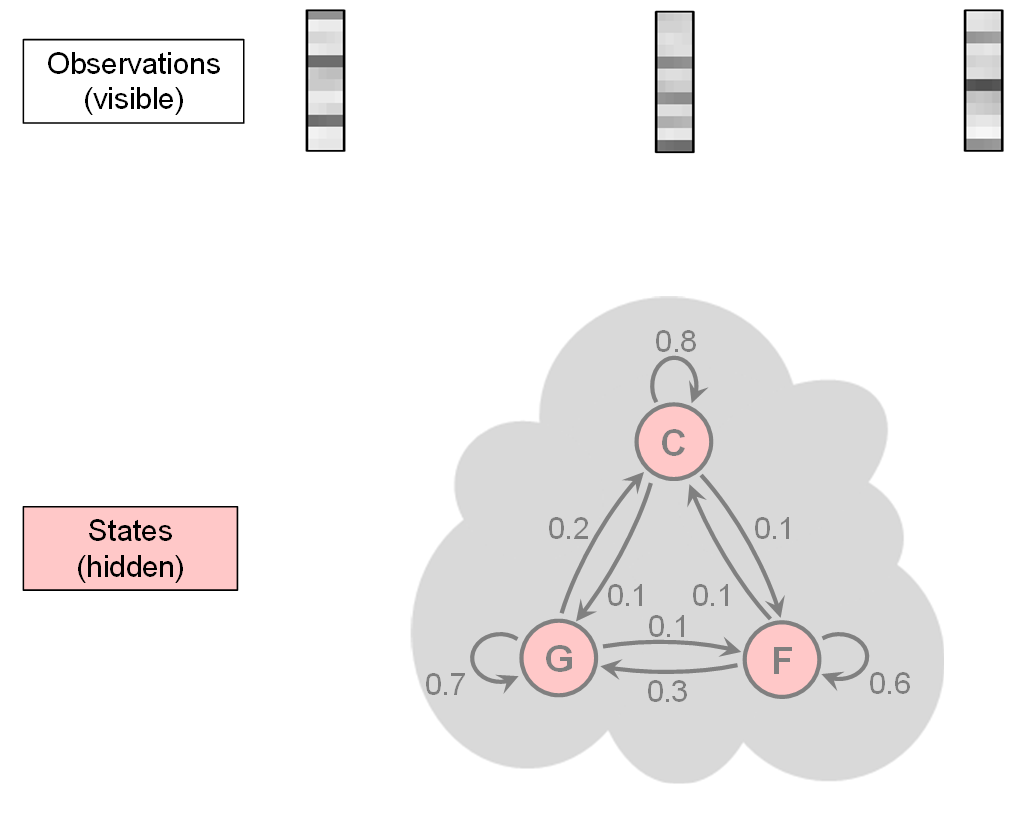 Observations
(visible)
0.8
C
0.2
0.1
States
(hidden)
0.1
0.1
0.1
G
F
0.7
0.3
0.6